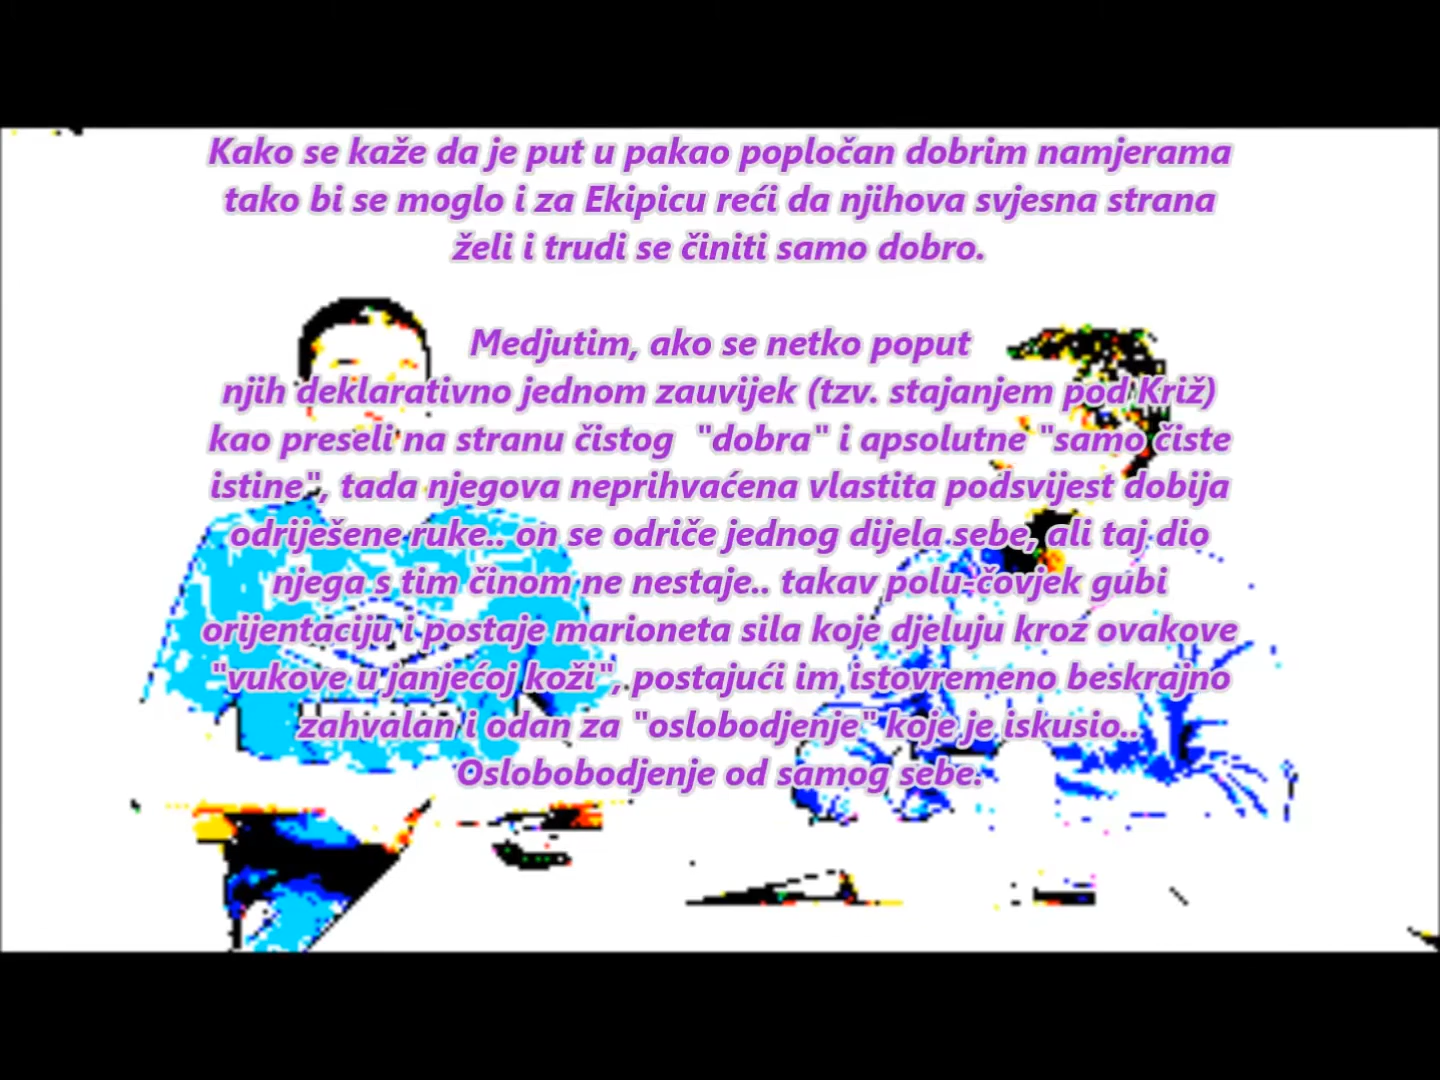 Kako se kaže da je put u pakao popločan dobrim namjerama
tako bi se moglo i za Ekipicu reći da njihova svjesna strana
želi i trudi se činiti samo dobro.
Medjutim, ako se netko poput
njih deklarativno jednom zauvijek (tzv. stajanjem pod Križ)
kao preseli na stranu čistog "dobra" i apsolutne "samo čiste
istine", tada njegova neprihvaćena vlastita podsvijest dobija
odriješene ruke.. on se odriče jednog dijela sebe, ali taj dio
njega s tim činom ne nestaje.. takav polu-čovjek gubi
orijentaciju i postaje marioneta sila koje djeluju kroz ovakove
"vukove u janjećoj koži", postajući im istovremeno beskrajno
zahvalan i odan za "oslobodjenje" koje je iskusio..
Oslobobodjenje od samog sebe.